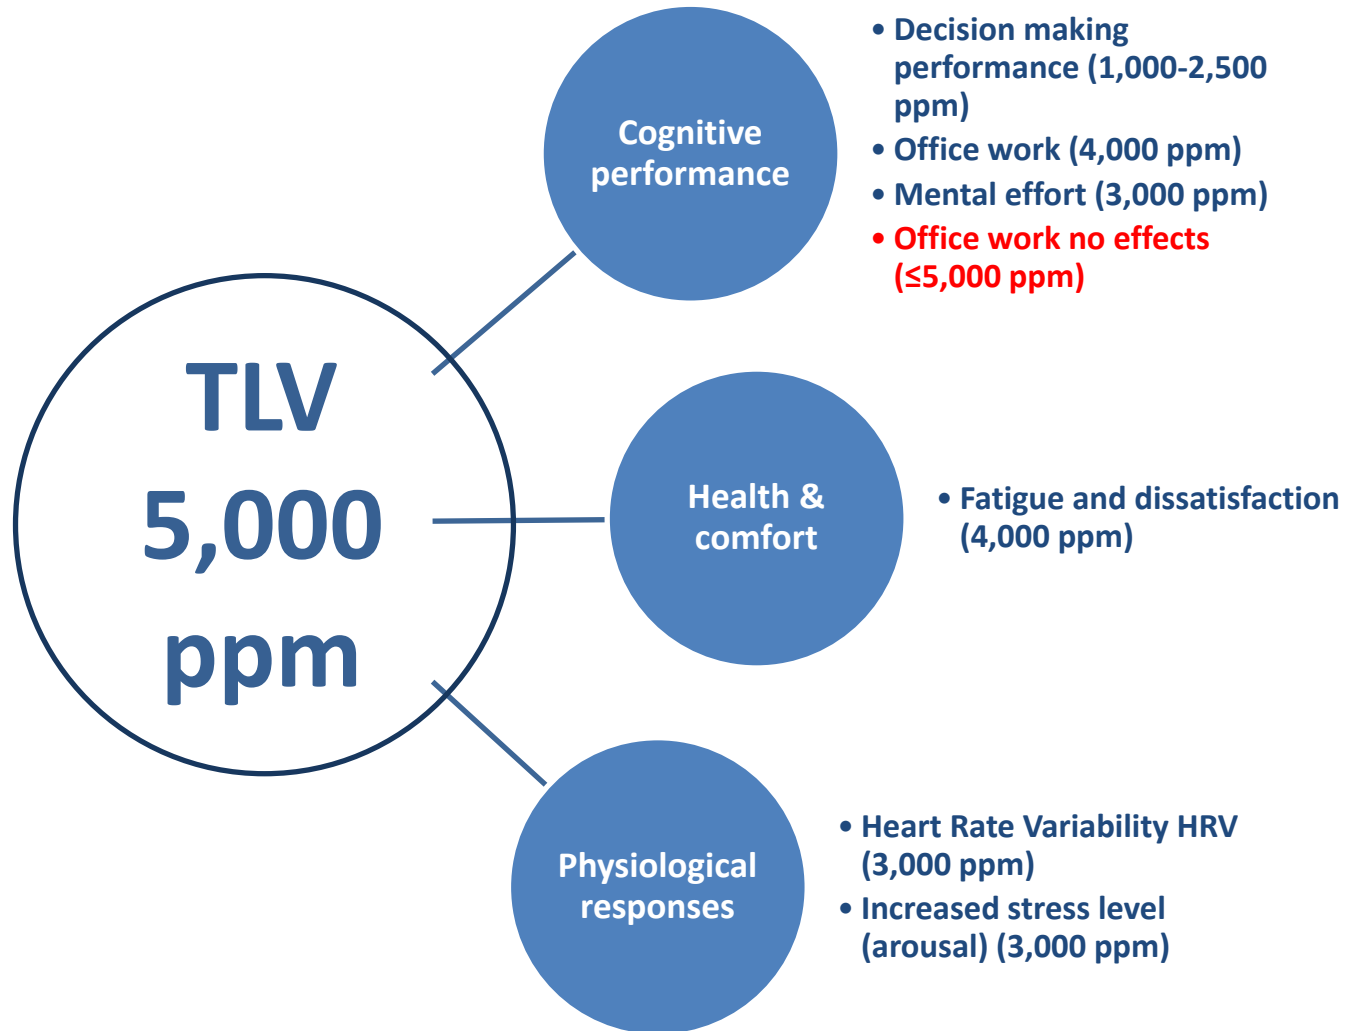 TLV
5,000
ppm
Cognitive
performance
• Decision making
performance (1,000-2,500
ppm)
• Office work (4,000 ppm)
• Mental effort (3,000 ppm)
• Office work no effects
(≤5,000 ppm)
Health &
comfort
• Fatigue and dissatisfaction
(4,000 ppm)
Physiological
responses
• Heart Rate Variability HRV
(3,000 ppm)
• Increased stress level
(arousal) (3,000 ppm)